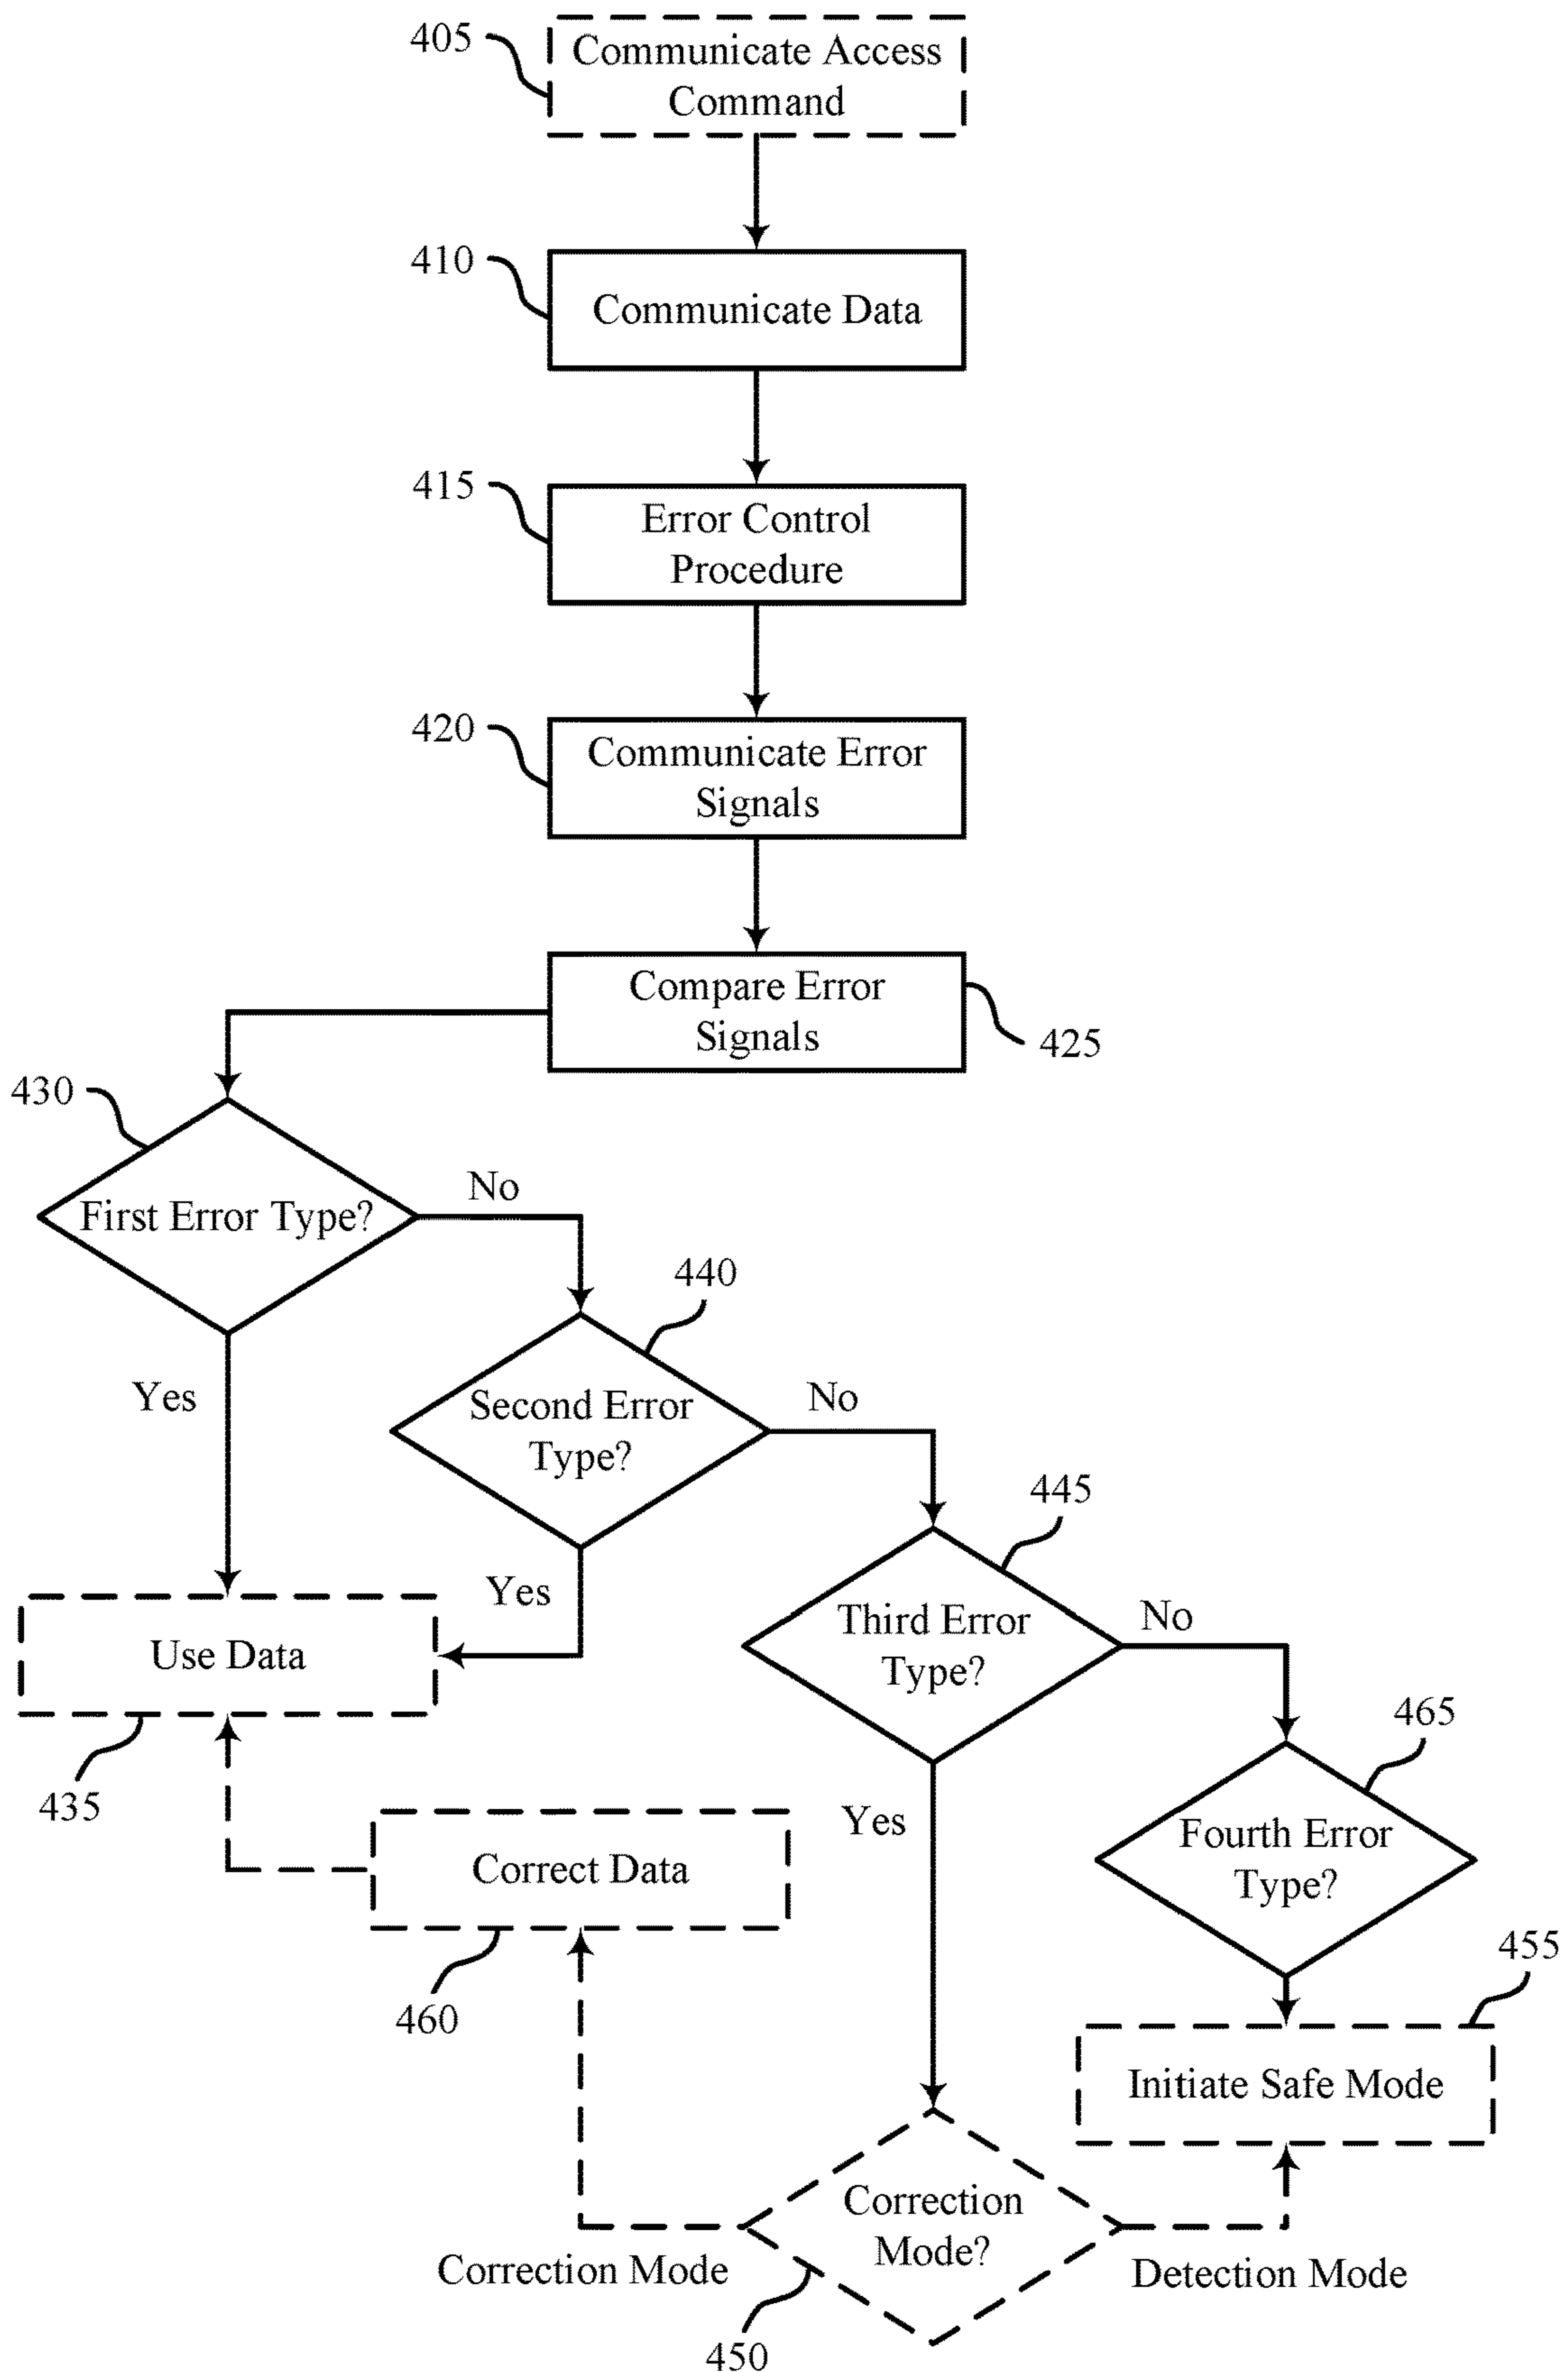 405
Communicate Access
Command
410
Communicate Data
415
Error Control
Procedure
420
Communicate Error
Signals
Compare Error
Signals
425
430
First Error Type?
No
Yes
440
Second Error
Type?
No
Yes
Use Data
435
445
Third Error
Type?
No
Yes
465
Fourth Error
Type?
Correct Data
460
455
Initiate Safe Mode
Correction
Mode?
Correction Mode
Detection Mode
450